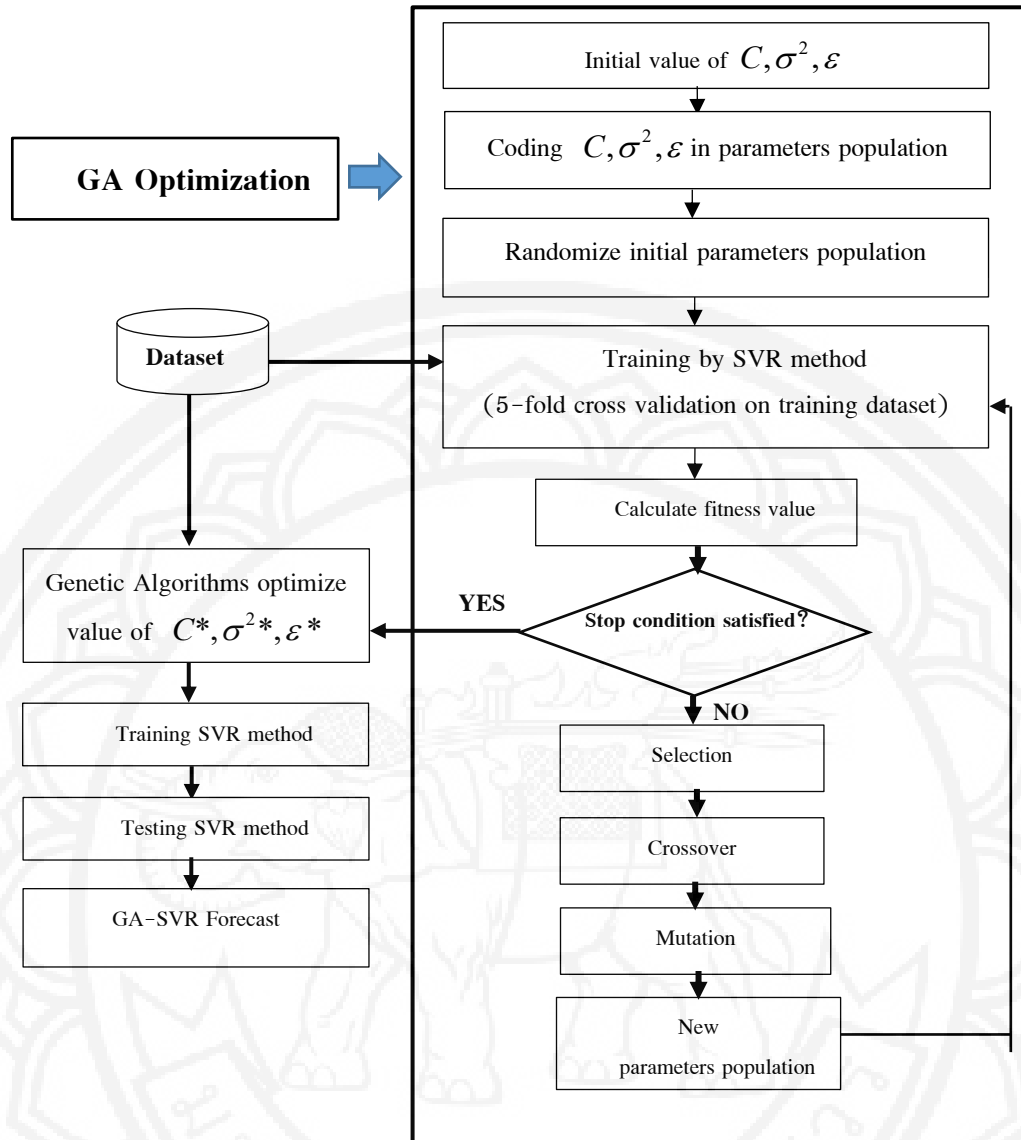 Initial value of C, σ², ε
GA Optimization
Coding C, σ², ε in parameters population
Randomize initial parameters population
Dataset
Training by SVR method
(5-fold cross validation on training dataset)
Calculate fitness value
Genetic Algorithms optimize
value of C*, σ²*, ε*
YES
Stop condition satisfied?
NO
Training SVR method
Selection
Testing SVR method
Crossover
GA-SVR Forecast
Mutation
New
parameters population